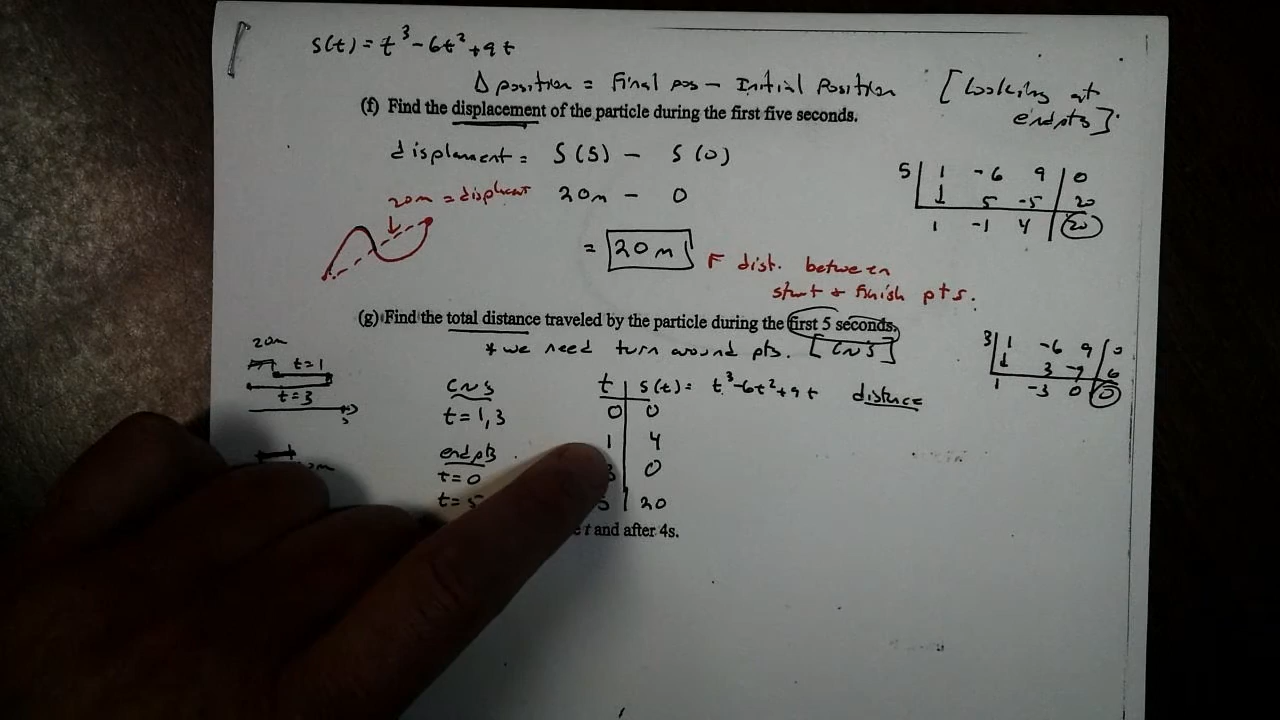 s(t) = t³ - 6t² + 9t
Δ position = Final pos - Initial Position [Looking at
endpts].
(f) Find the displacement of the particle during the first five seconds.
displament = S(5) - S(0)
20m = 20m - 0
= 20m dist. between
start + finish pts.
5 1 -6 9 0
↓ 5 -5 20
1 -1 4 20
(g) Find the total distance traveled by the particle during the first 5 seconds.
* we need turn around pts. [CNS]
20m
t=1
t=3
CNS
t=1,3
endpts
t=0
t=5
t s(t) = t³-6t²+9t distance
0 0
1 4
3 0
5 20
3 1 -6 9 0
↓ 3 -9 0
1 -3 0 0
t and after 4s.